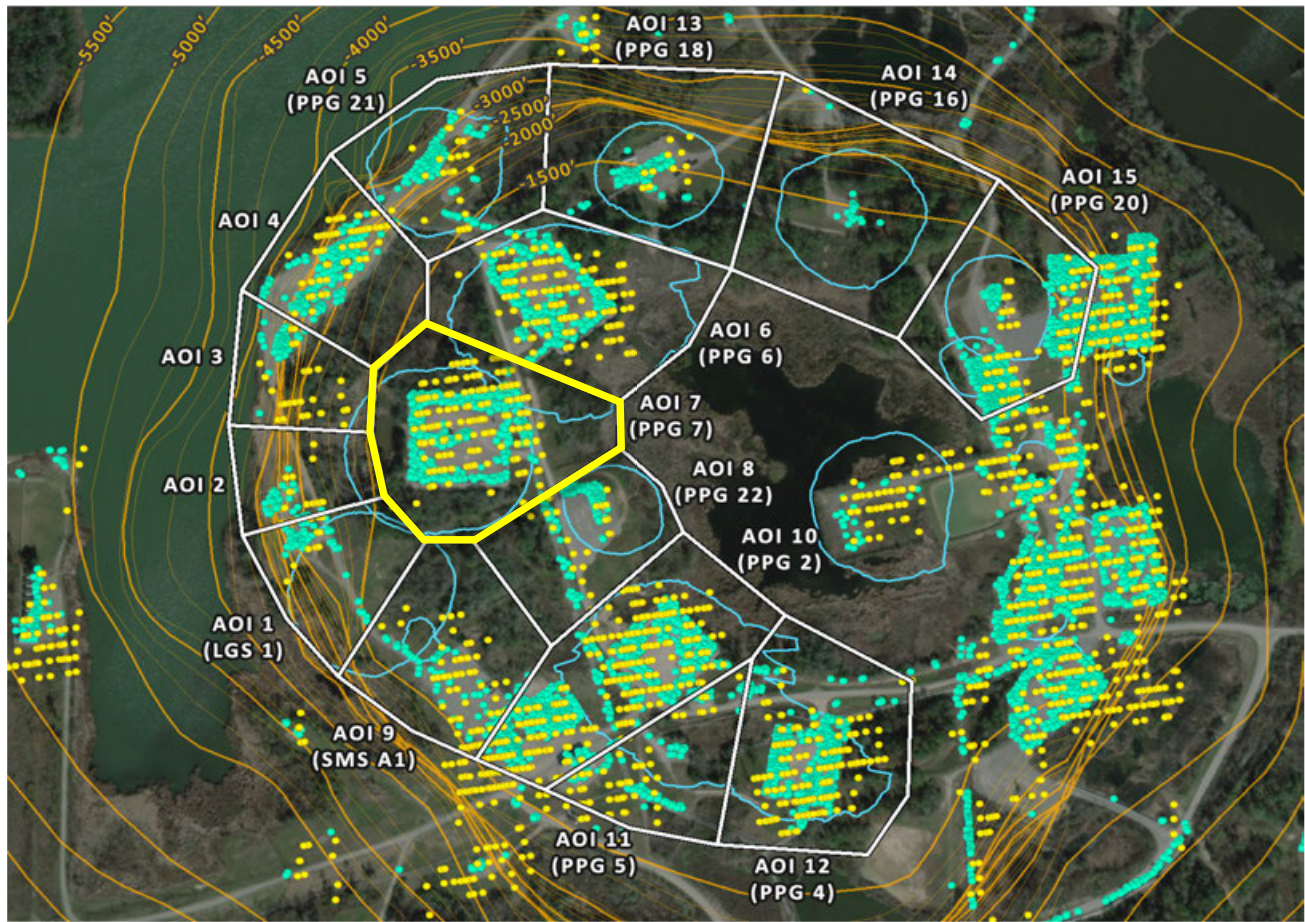 -5500'
-5000'
-4500'
-4000'
-3500'
-3000'
-2500'
-2000'
-1500'
AOI 13
(PPG 18)
AOI 5
(PPG 21)
AOI 14
(PPG 16)
AOI 15
(PPG 20)
AOI 4
AOI 3
AOI 6
(PPG 6)
AOI 7
(PPG 7)
AOI 2
AOI 8
(PPG 22)
AOI 10
(PPG 2)
AOI 1
(LGS 1)
AOI 9
(SMS A1)
AOI 11
(PPG 5)
AOI 12
(PPG 4)